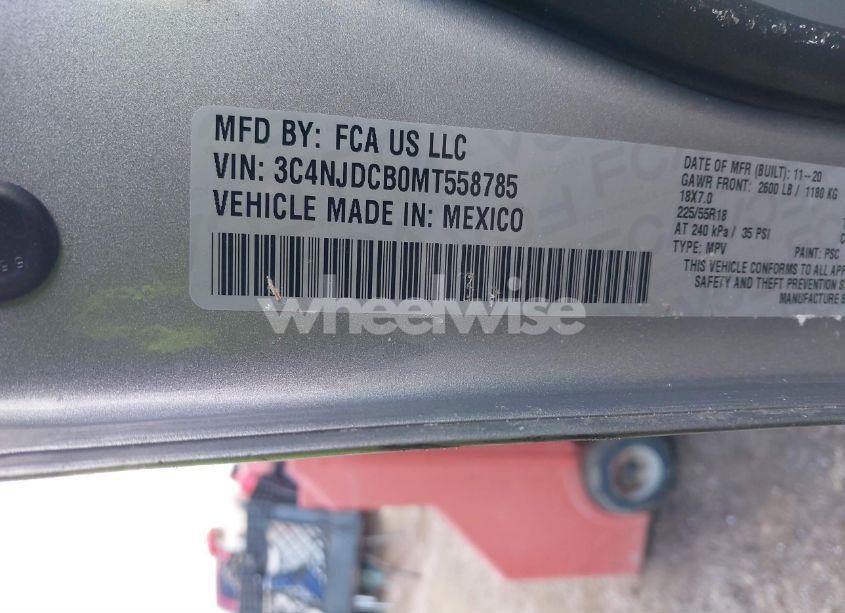 MFD BY: FCA US LLC
VIN: 3C4NJDCB0MT558785
VEHICLE MADE IN: MEXICO
DATE OF MFR (BUILT): 11--20
GAWR FRONT: 2600 LB / 1180 KG
18X7.0
225/55R18
AT 240 kPa / 35 PSI
TYPE: MPV PAINT: PSC
THIS VEHICLE CONFORMS TO ALL APP
SAFETY AND THEFT PREVENTION S
MANUFACTURE S
wheelwise